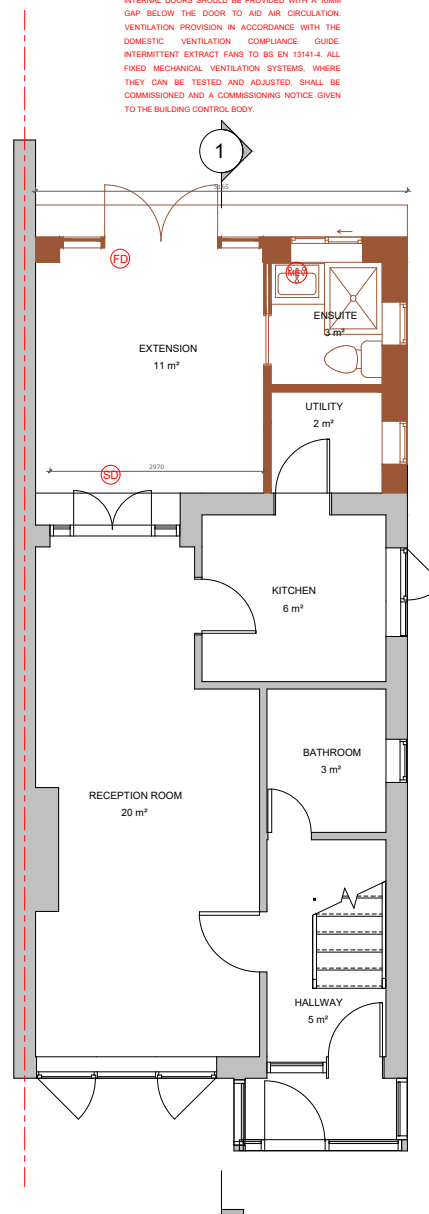 INTERNAL DOORS SHOULD BE PROVIDED WITH A 10MM
GAP BELOW THE DOOR TO AID AIR CIRCULATION.
VENTILATION PROVISION IN ACCORDANCE WITH THE
DOMESTIC VENTILATION COMPLIANCE GUIDE.
INTERMITTENT EXTRACT FANS TO BS EN 13141-4. ALL
FIXED MECHANICAL VENTILATION SYSTEMS, WHERE
THEY CAN BE TESTED AND ADJUSTED, SHALL BE
COMMISSIONED AND A COMMISSIONING NOTICE GIVEN
TO THE BUILDING CONTROL BODY.
1
FD
MEV
ENSUITE
3 m²
EXTENSION
11 m²
UTILITY
2 m²
2970
SD
KITCHEN
6 m²
BATHROOM
3 m²
RECEPTION ROOM
20 m²
HALLWAY
5 m²